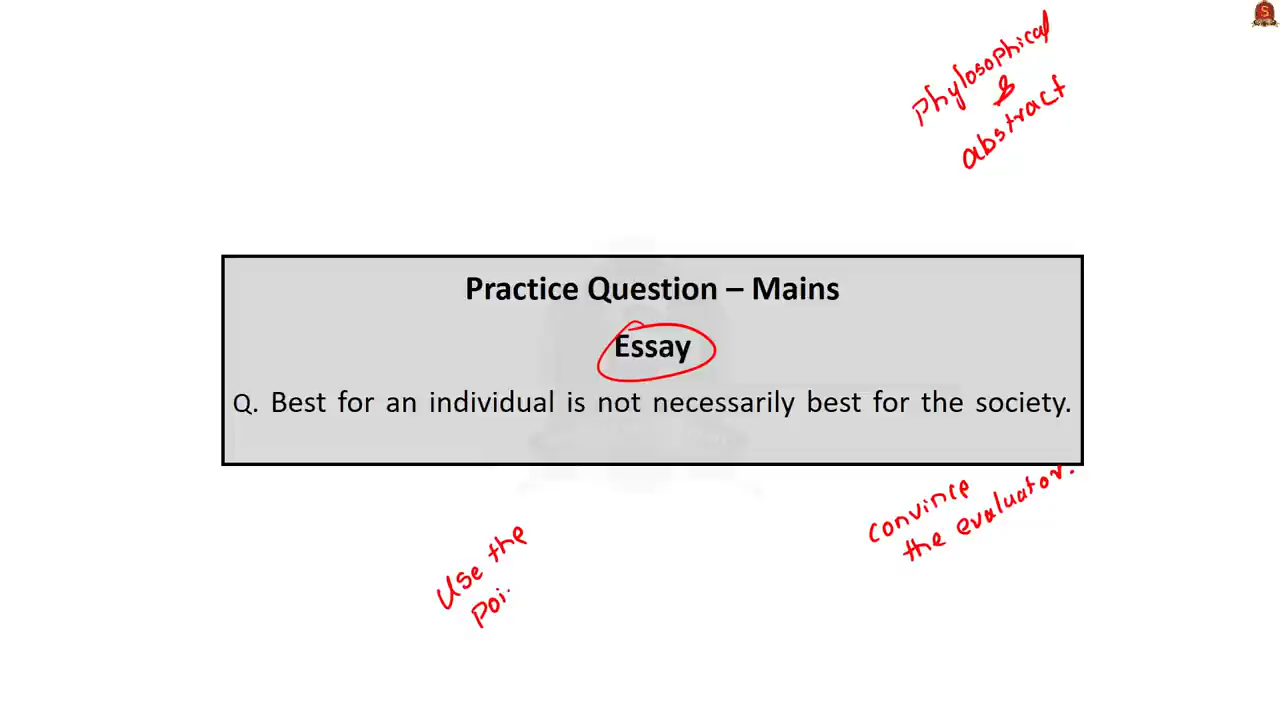 Phylosophical
&
abstract
Practice Question – Mains
Essay
Q. Best for an individual is not necessarily best for the society.
convince
the evaluator.
Use the
poi.